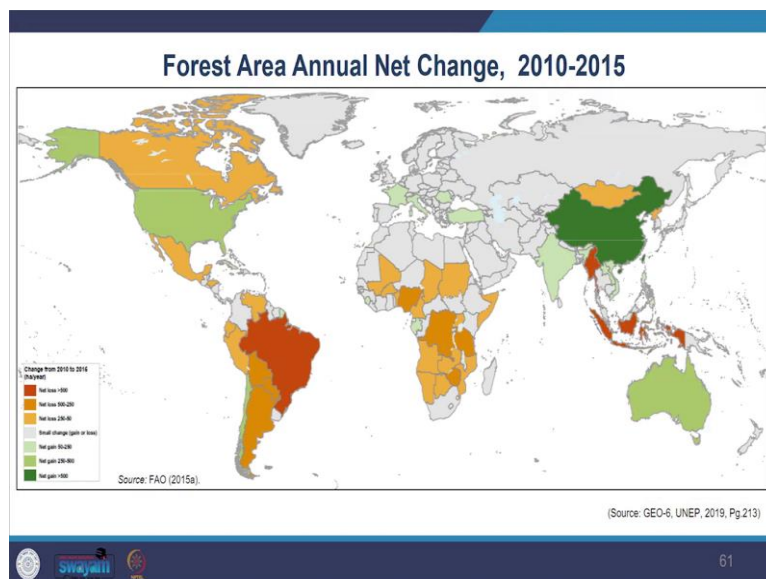 Forest Area Annual Net Change, 2010-2015
Change from 2010 to 2015
(ha/year)
Net loss >500
Net loss 500-250
Net loss 250-50
Small change (gain or loss)
Net gain 50-250
Net gain 250-500
Net gain >500
Source: FAO (2015a).
(Source: GEO-6, UNEP, 2019, Pg.213)
swayam
61